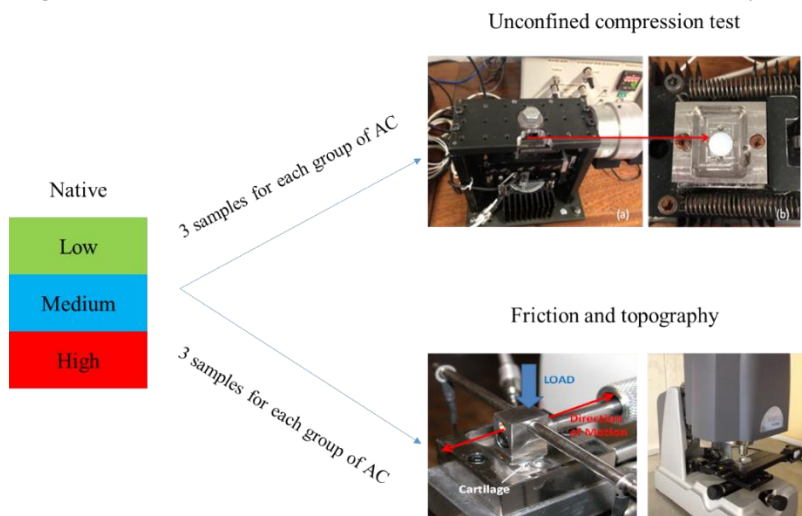 Unconfined compression test
3 samples for each group of AC
(a)
(b)
Native
Low
Medium
High
3 samples for each group of AC
Friction and topography
LOAD
Direction
of Motion
Cartilage